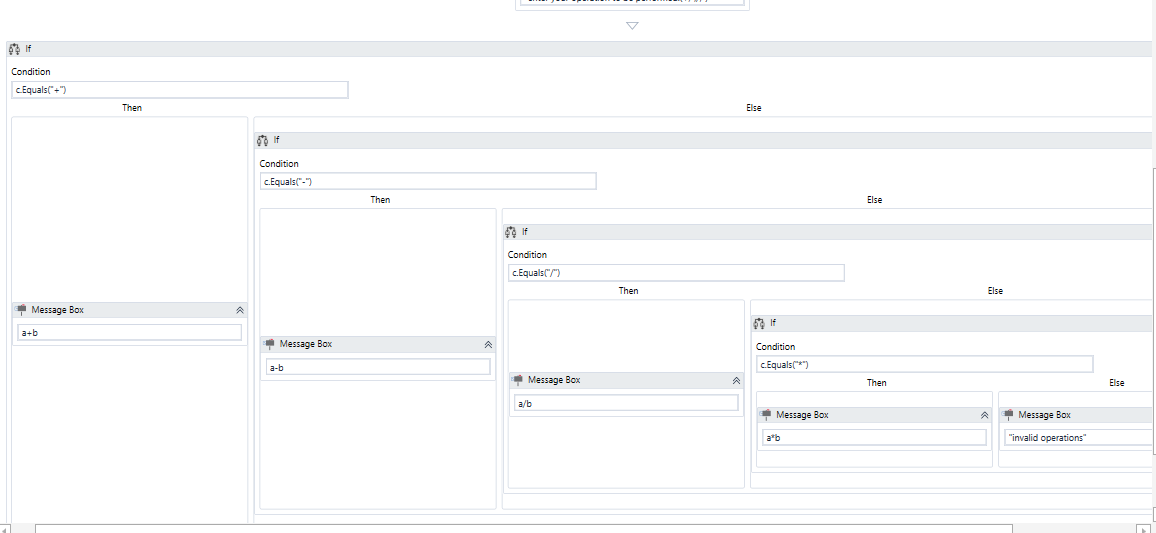 If
Condition
c.Equals("+")
Then
Else
If
Condition
c.Equals("-")
Then
Else
If
Condition
c.Equals("/")
Then
Else
Message Box
a+b
If
Condition
c.Equals("*")
Then
Else
Message Box
a-b
Message Box
a/b
Message Box
a*b
Message Box
"invalid operations"